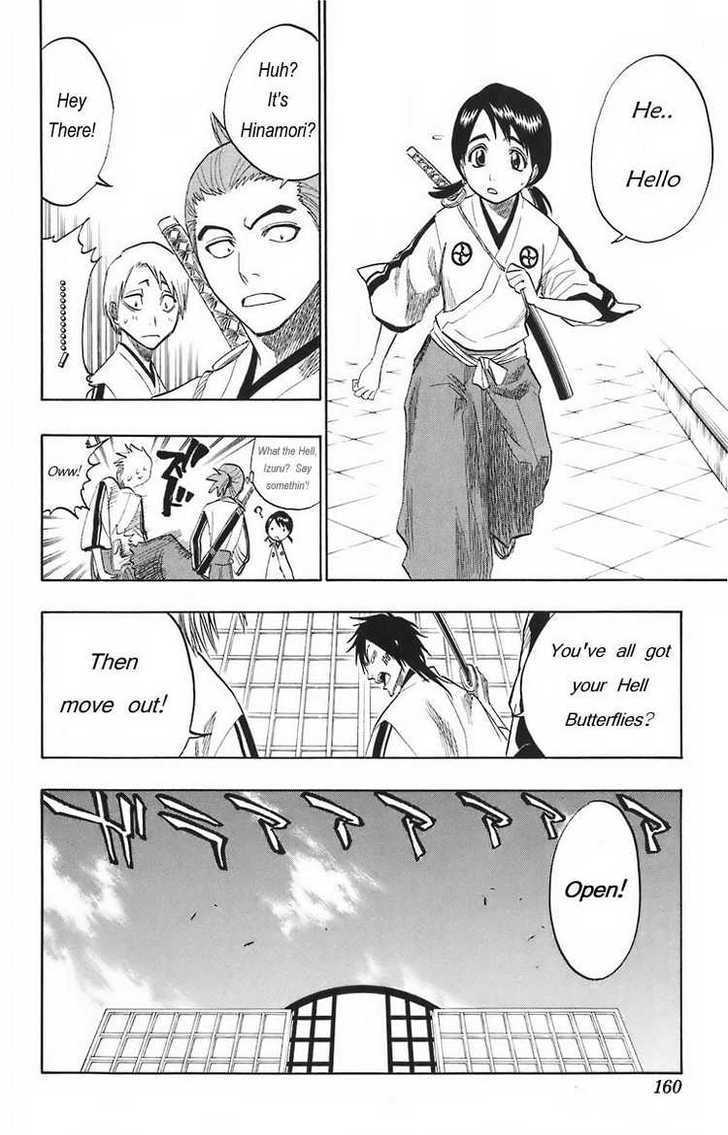 He..
Hello
Huh?
It's
Hinamori?
Hey
There!
What the Hell,
Izuru? Say
somethin'!
?
Oww!
You've all got
your Hell
Butterflies?
Then
move out!
Open!
160